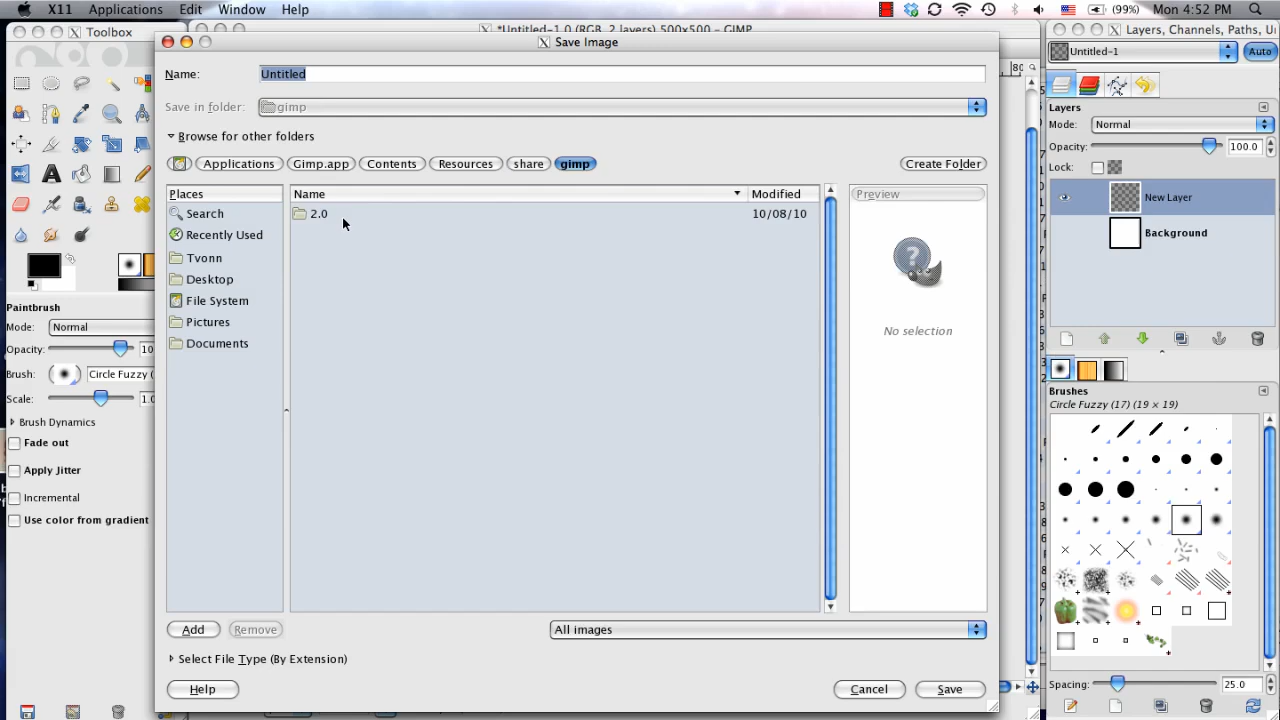 X11 Applications Edit Window Help (99%) Mon 4:52 PM
Toolbox
*Untitled-1.0 (RGB, 2 layers) 500x500 – GIMP
Save Image
Layers, Channels, Paths, U
Name: Untitled
Untitled-1 Auto
Save in folder: gimp
Browse for other folders
Applications Gimp.app Contents Resources share gimp Create Folder
Places
Search
Recently Used
Tvonn
Desktop
File System
Pictures
Documents
Name Modified
2.0 10/08/10
Preview
No selection
Add Remove All images
Select File Type (By Extension)
Help Cancel Save
Paintbrush
Mode: Normal
Opacity: 10
Brush: Circle Fuzzy (
Scale: 1.0
Brush Dynamics
Fade out
Apply Jitter
Incremental
Use color from gradient
80
Layers
Mode: Normal
Opacity: 100.0
Lock:
New Layer
Background
Brushes
Circle Fuzzy (17) (19 × 19)
Spacing: 25.0